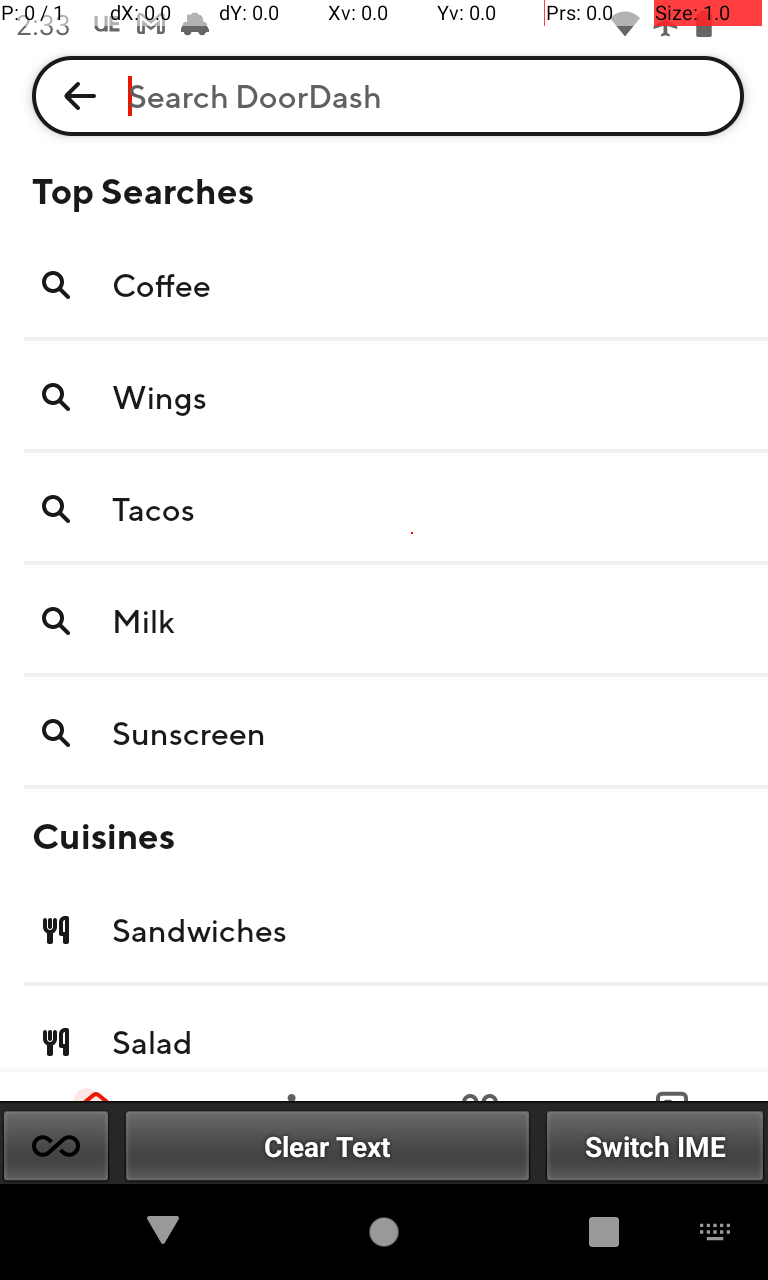 P: 0 / 1 dX: 0.0 dY: 0.0 Xv: 0.0 Yv: 0.0 Prs: 0.0 Size: 1.0
2:33 UE
Search DoorDash
Top Searches
Coffee
Wings
Tacos
Milk
Sunscreen
Cuisines
Sandwiches
Salad
Clear Text Switch IME